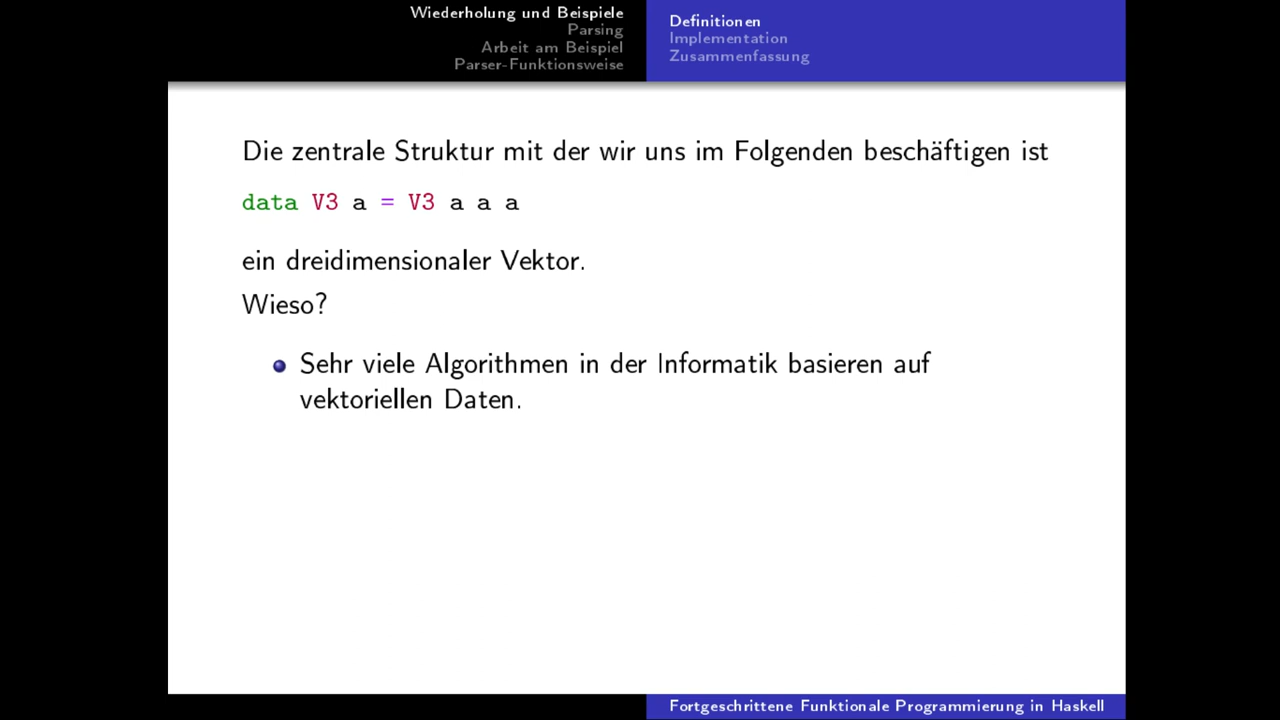 Wiederholung und Beispiele
Parsing
Arbeit am Beispiel
Parser-Funktionsweise
Definitionen
Implementation
Zusammenfassung
Die zentrale Struktur mit der wir uns im Folgenden beschäftigen ist
data V3 a = V3 a a a
ein dreidimensionaler Vektor.
Wieso?
Sehr viele Algorithmen in der Informatik basieren auf
vektoriellen Daten.
Fortgeschrittene Funktionale Programmierung in Haskell